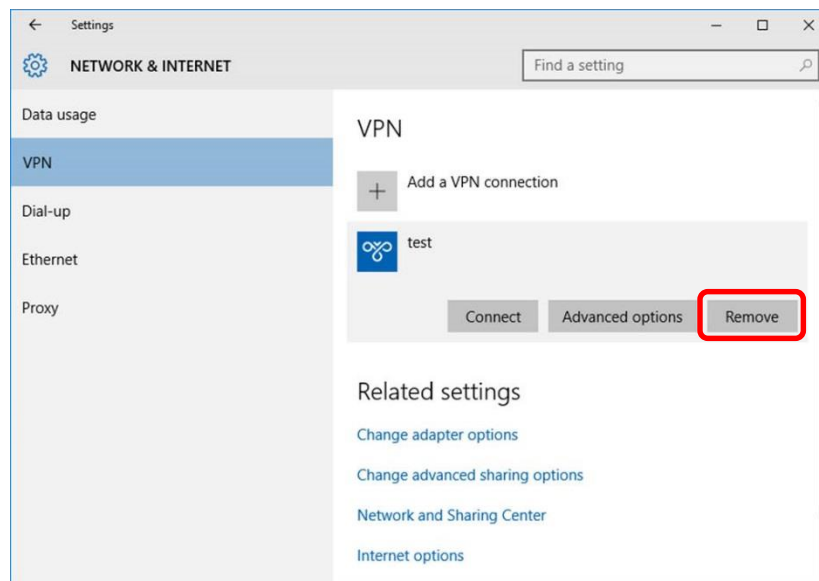 Settings
NETWORK & INTERNET
Find a setting
Data usage
VPN
Dial-up
Ethernet
Proxy
VPN
Add a VPN connection
test
Connect Advanced options Remove
Related settings
Change adapter options
Change advanced sharing options
Network and Sharing Center
Internet options